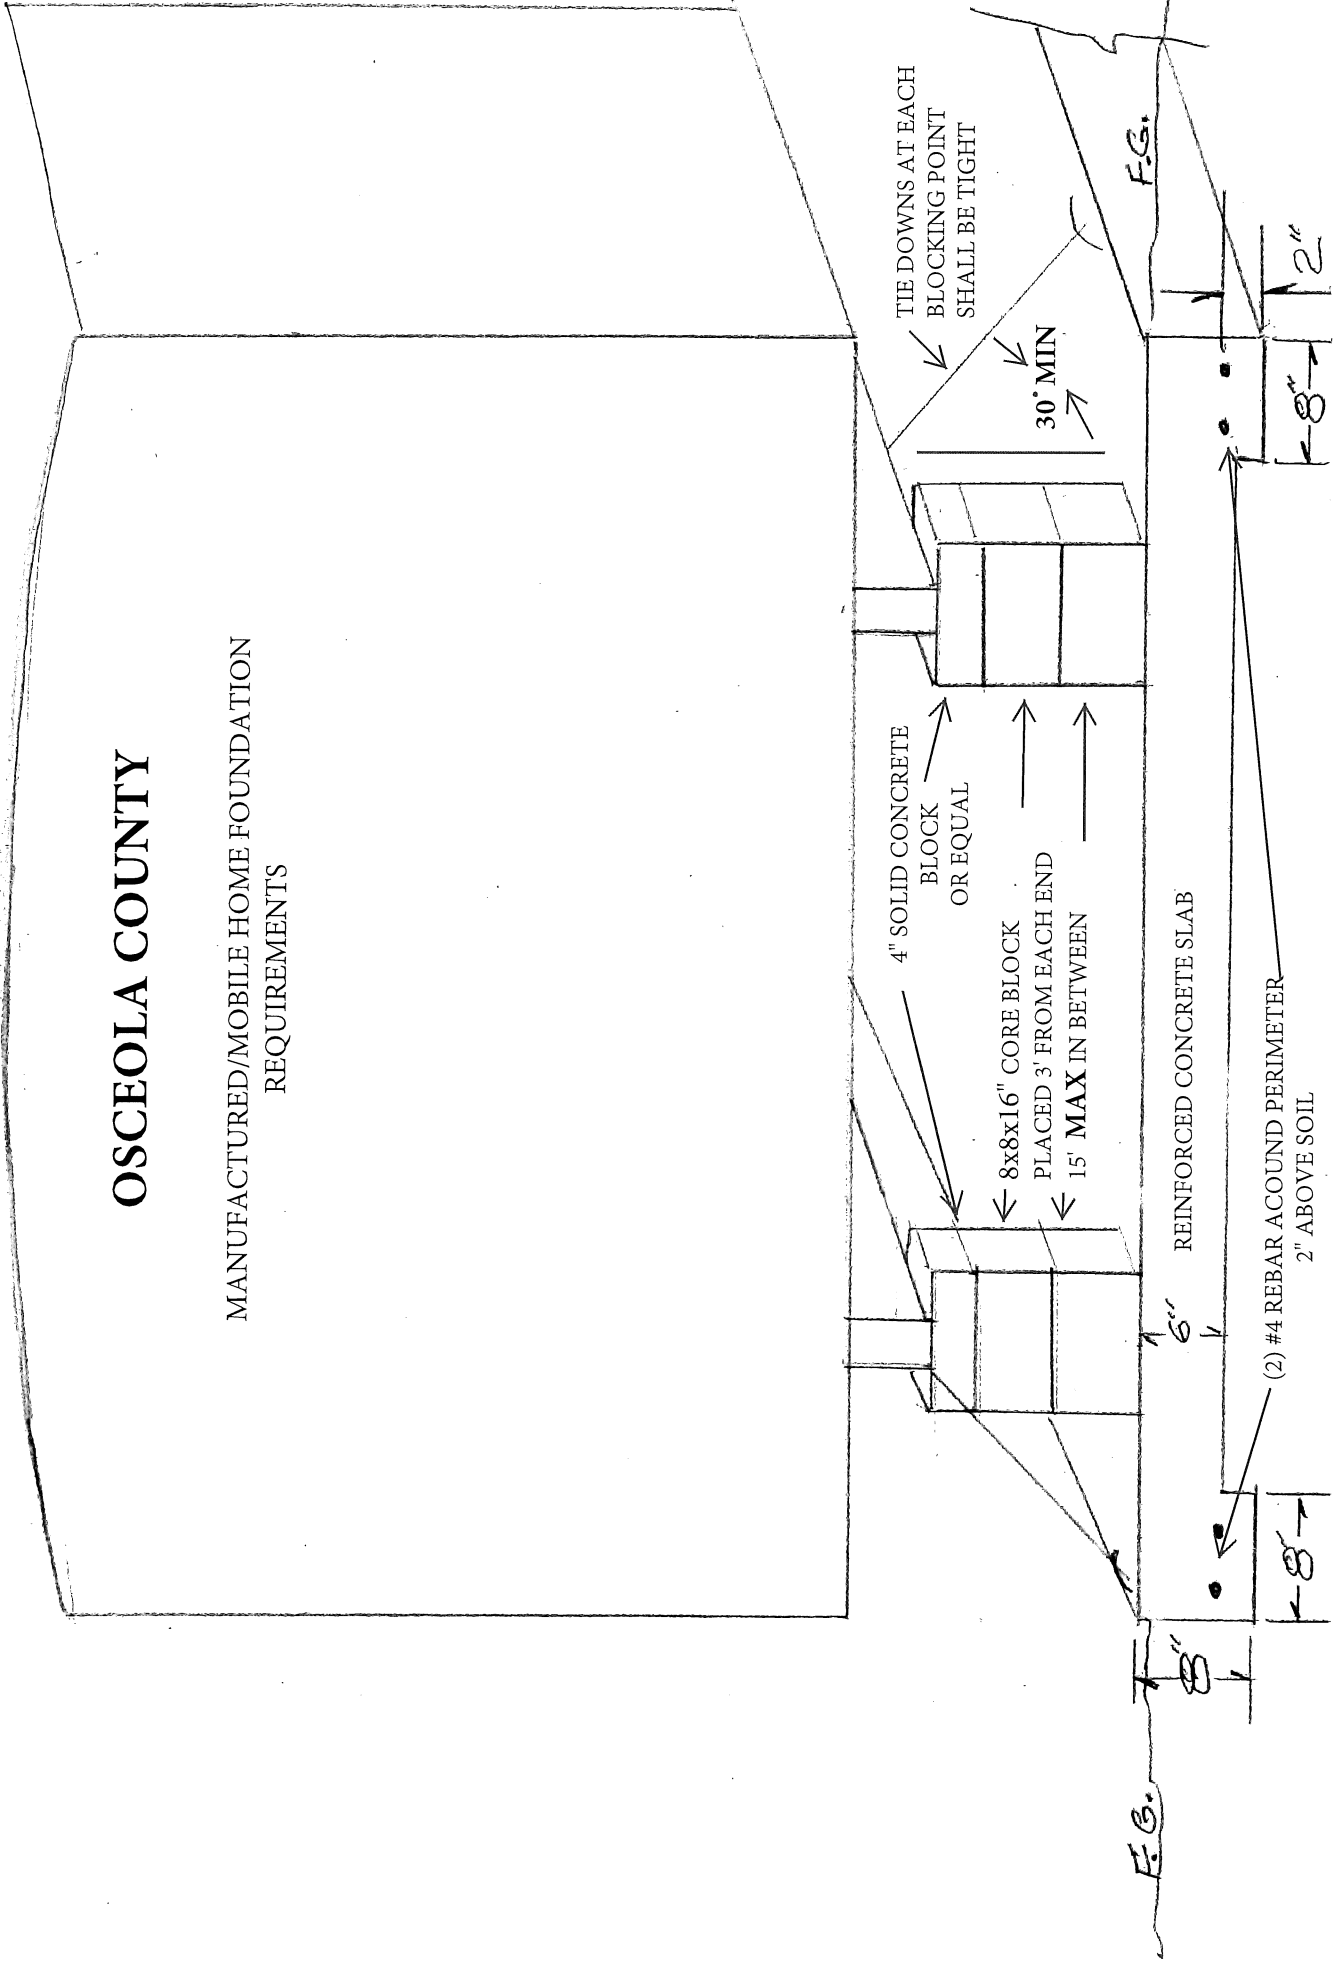 OSCEOLA COUNTY
MANUFACTURED/MOBILE HOME FOUNDATION
REQUIREMENTS
TIE DOWNS AT EACH
BLOCKING POINT
SHALL BE TIGHT
30° MIN
4" SOLID CONCRETE
BLOCK
OR EQUAL
8x8x16" CORE BLOCK
PLACED 3' FROM EACH END
15' MAX IN BETWEEN
F.G.
F.G.
REINFORCED CONCRETE SLAB
6"
8"
(2) #4 REBAR ACOUND PERIMETER
2" ABOVE SOIL
2"
8"
8"